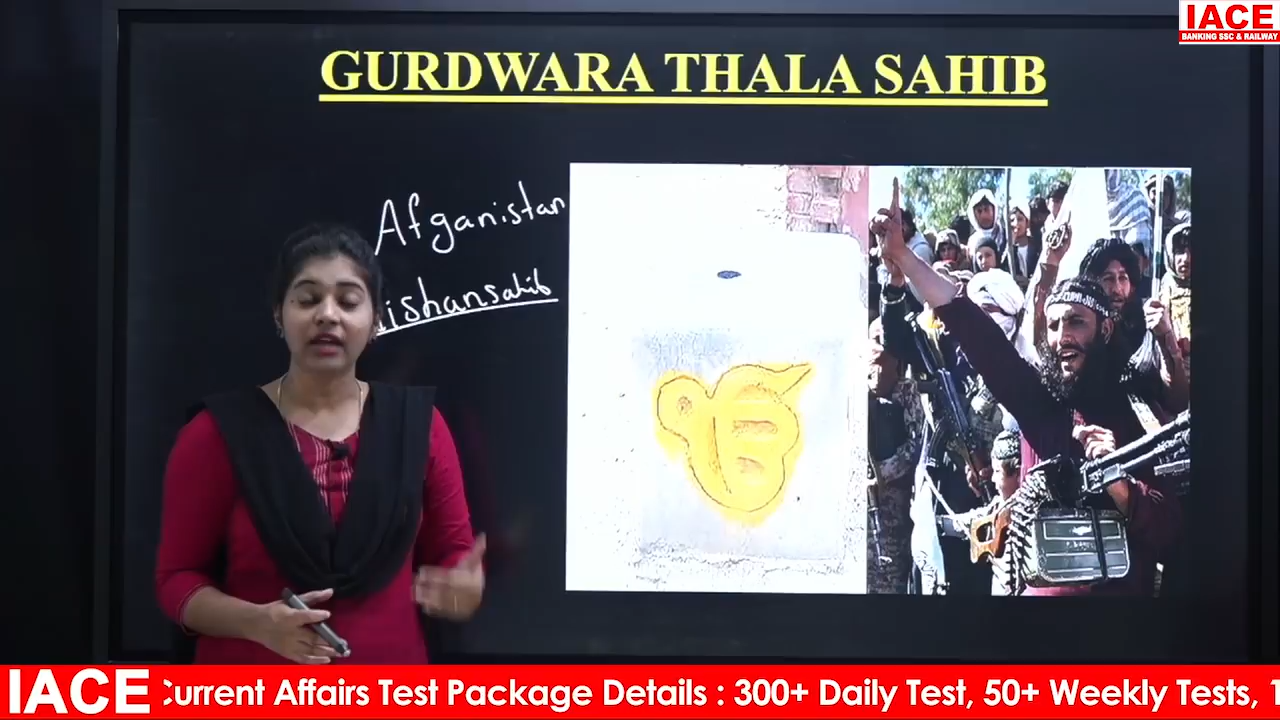 IACE
BANKING SSC & RAILWAY
GURDWARA THALA SAHIB
Afganistan
ishansahib
IACE
Current Affairs Test Package Details : 300+ Daily Test, 50+ Weekly Tests, 1